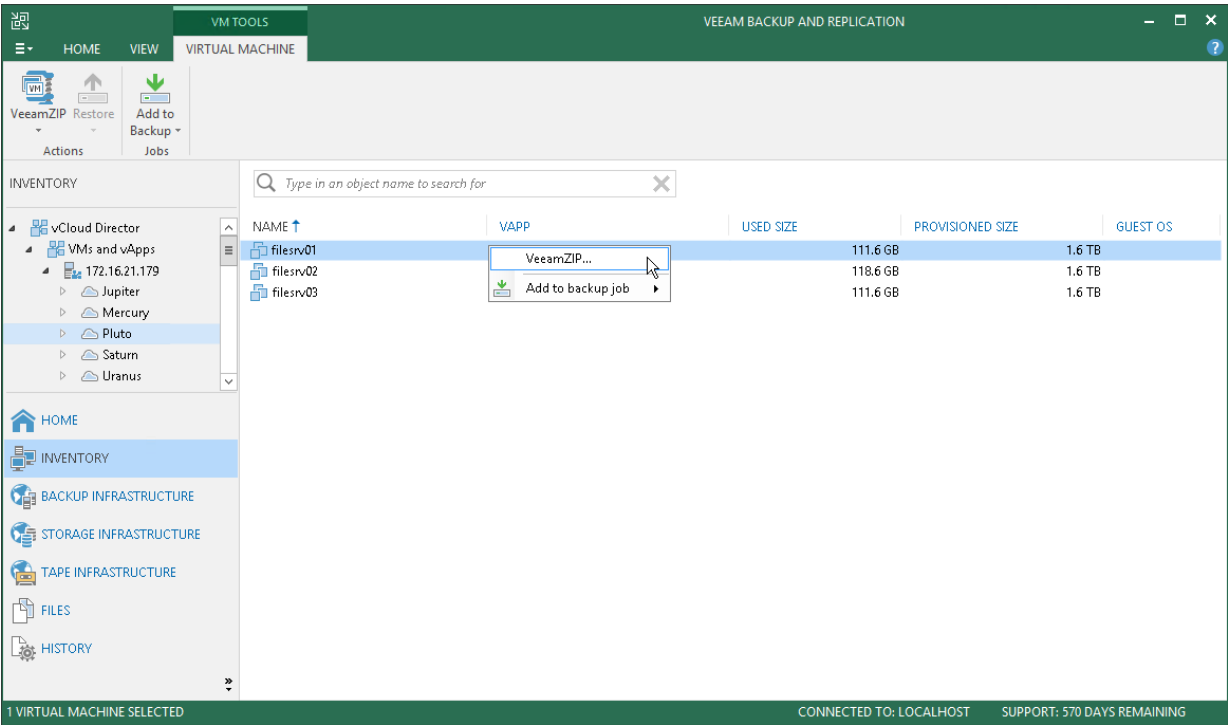 VM TOOLS
VEEAM BACKUP AND REPLICATION
HOME VIEW VIRTUAL MACHINE
?
VM
VeeamZIP Restore Add to
Backup
Actions Jobs
INVENTORY
Type in an object name to search for
vCloud Director
VMs and vApps
172.16.21.179
Jupiter
Mercury
Pluto
Saturn
Uranus
NAME VAPP USED SIZE PROVISIONED SIZE GUEST OS
filesrv01 111.6 GB 1.6 TB
filesrv02 118.6 GB 1.6 TB
filesrv03 111.6 GB 1.6 TB
VeeamZIP...
Add to backup job
HOME
INVENTORY
BACKUP INFRASTRUCTURE
STORAGE INFRASTRUCTURE
TAPE INFRASTRUCTURE
FILES
HISTORY
1 VIRTUAL MACHINE SELECTED CONNECTED TO: LOCALHOST SUPPORT: 570 DAYS REMAINING